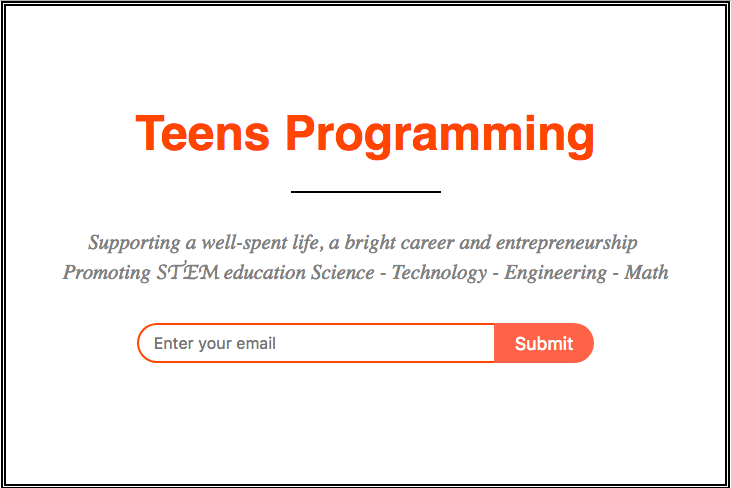 Teens Programming
Supporting a well-spent life, a bright career and entrepreneurship
Promoting STEM education Science - Technology - Engineering - Math
Enter your email
Submit